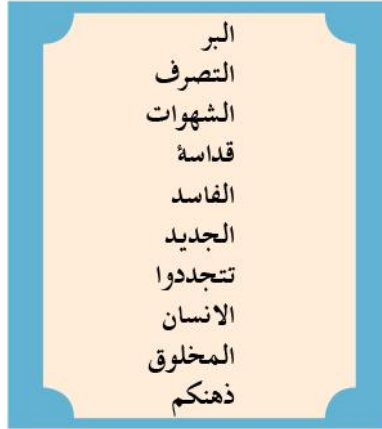 البر
التصرف
الشهوات
قداسة
الفاسد
الجديد
تتجددوا
الانسان
المخلوق
ذهنكم